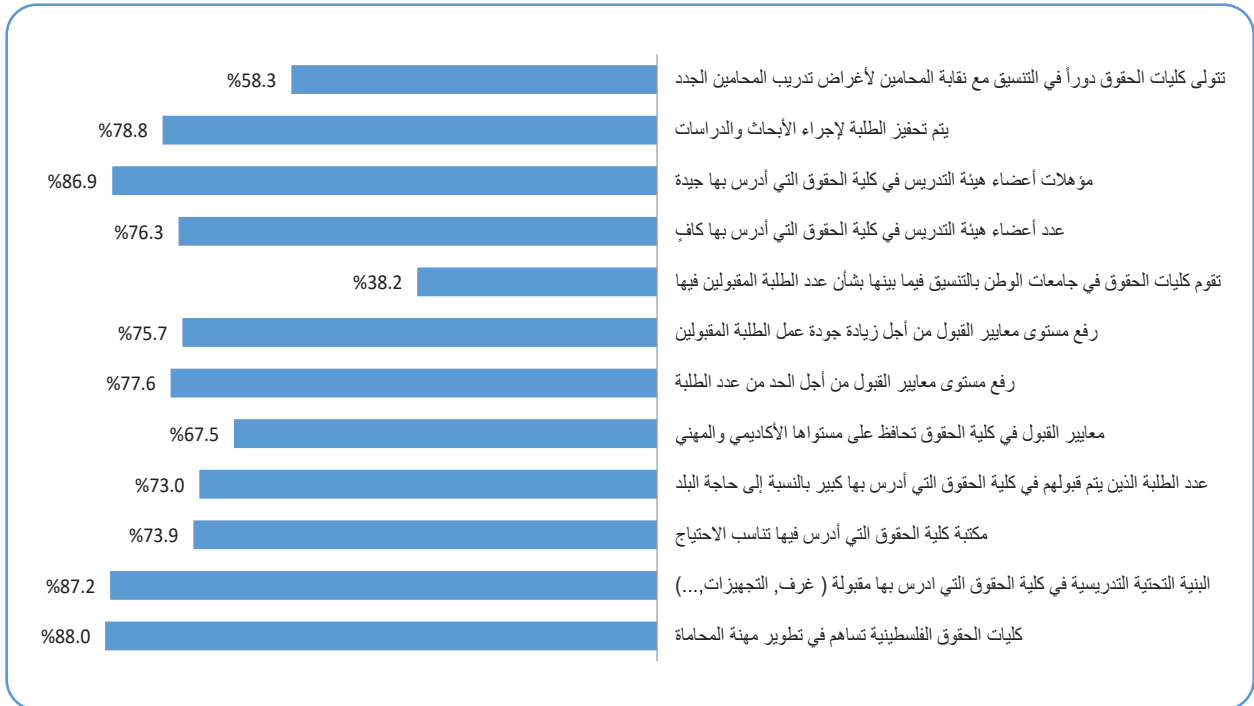 تتولى كليات الحقوق دوراً في التنسيق مع نقابة المحامين لأغراض تدريب المحامين الجدد %58.3
يتم تحفيز الطلبة لإجراء الأبحاث والدراسات %78.8
مؤهلات أعضاء هيئة التدريس في كلية الحقوق التي أدرس بها جيدة %86.9
عدد أعضاء هيئة التدريس في كلية الحقوق التي أدرس بها كافٍ %76.3
تقوم كليات الحقوق في جامعات الوطن بالتنسيق فيما بينها بشأن عدد الطلبة المقبولين فيها %38.2
رفع مستوى معايير القبول من أجل زيادة جودة عمل الطلبة المقبولين %75.7
رفع مستوى معايير القبول من أجل الحد من عدد الطلبة %77.6
معايير القبول في كلية الحقوق تحافظ على مستواها الأكاديمي والمهني %67.5
عدد الطلبة الذين يتم قبولهم في كلية الحقوق التي أدرس بها كبير بالنسبة إلى حاجة البلد %73.0
مكتبة كلية الحقوق التي أدرس فيها تناسب الاحتياج %73.9
البنية التحتية التدريسية في كلية الحقوق التي ادرس بها مقبولة ( غرف, التجهيزات,...) %87.2
كليات الحقوق الفلسطينية تساهم في تطوير مهنة المحاماة %88.0